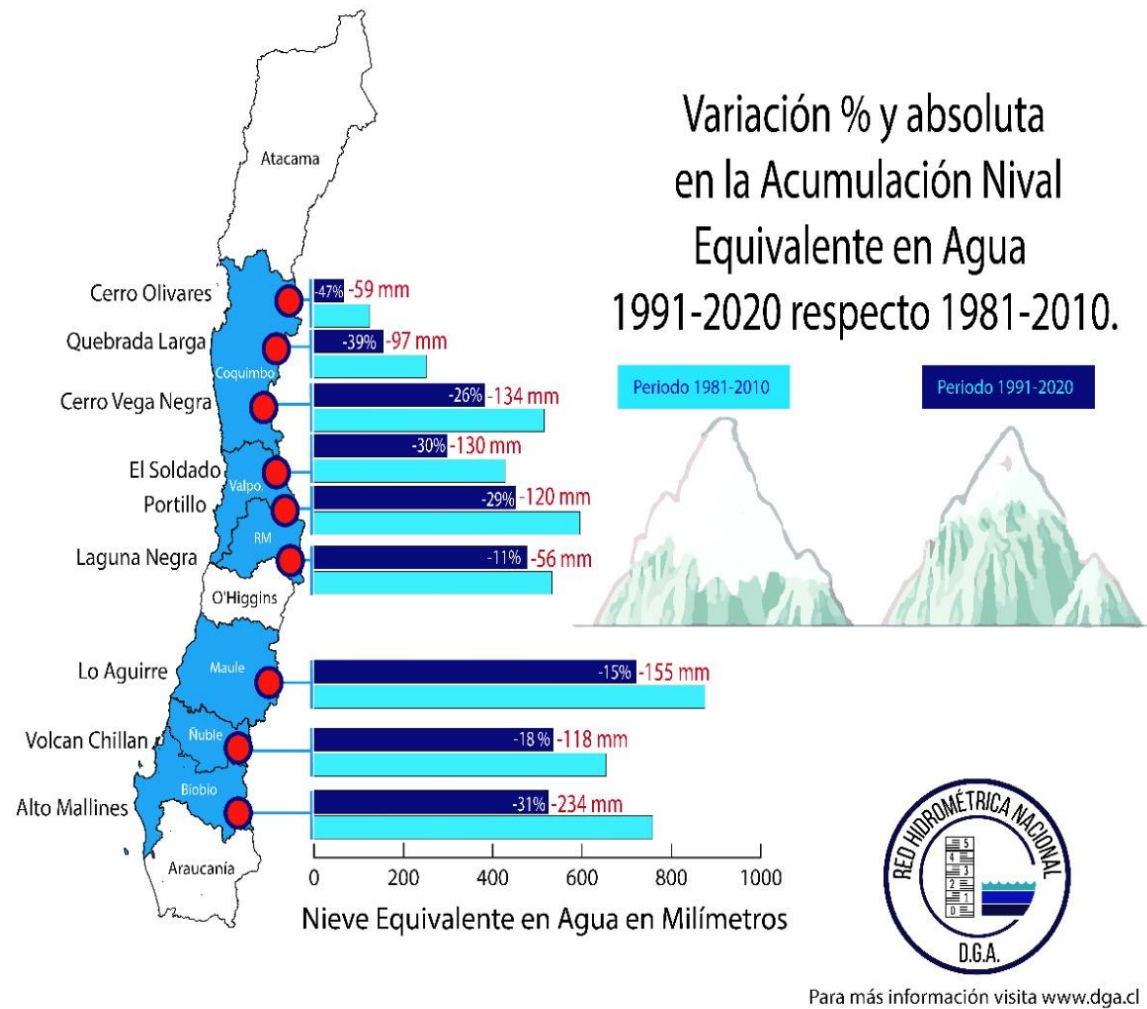 Variación % y absoluta
en la Acumulación Nival
Equivalente en Agua
1991-2020 respecto 1981-2010.
Periodo 1981-2010
Periodo 1991-2020
Atacama
Coquimbo
Valpo.
RM
O'Higgins
Maule
Ñuble
Biobio
Araucanía
Cerro Olivares
-47% -59 mm
Quebrada Larga
-39% -97 mm
Cerro Vega Negra
-26% -134 mm
El Soldado
-30% -130 mm
Portillo
-29% -120 mm
Laguna Negra
-11% -56 mm
Lo Aguirre
-15% -155 mm
Volcan Chillan
-18 % -118 mm
Alto Mallines
-31% -234 mm
0 200 400 600 800 1000
Nieve Equivalente en Agua en Milímetros
RED HIDROMÉTRICA NACIONAL
5
4
3
2
1
0
D.G.A.
Para más información visita www.dga.cl